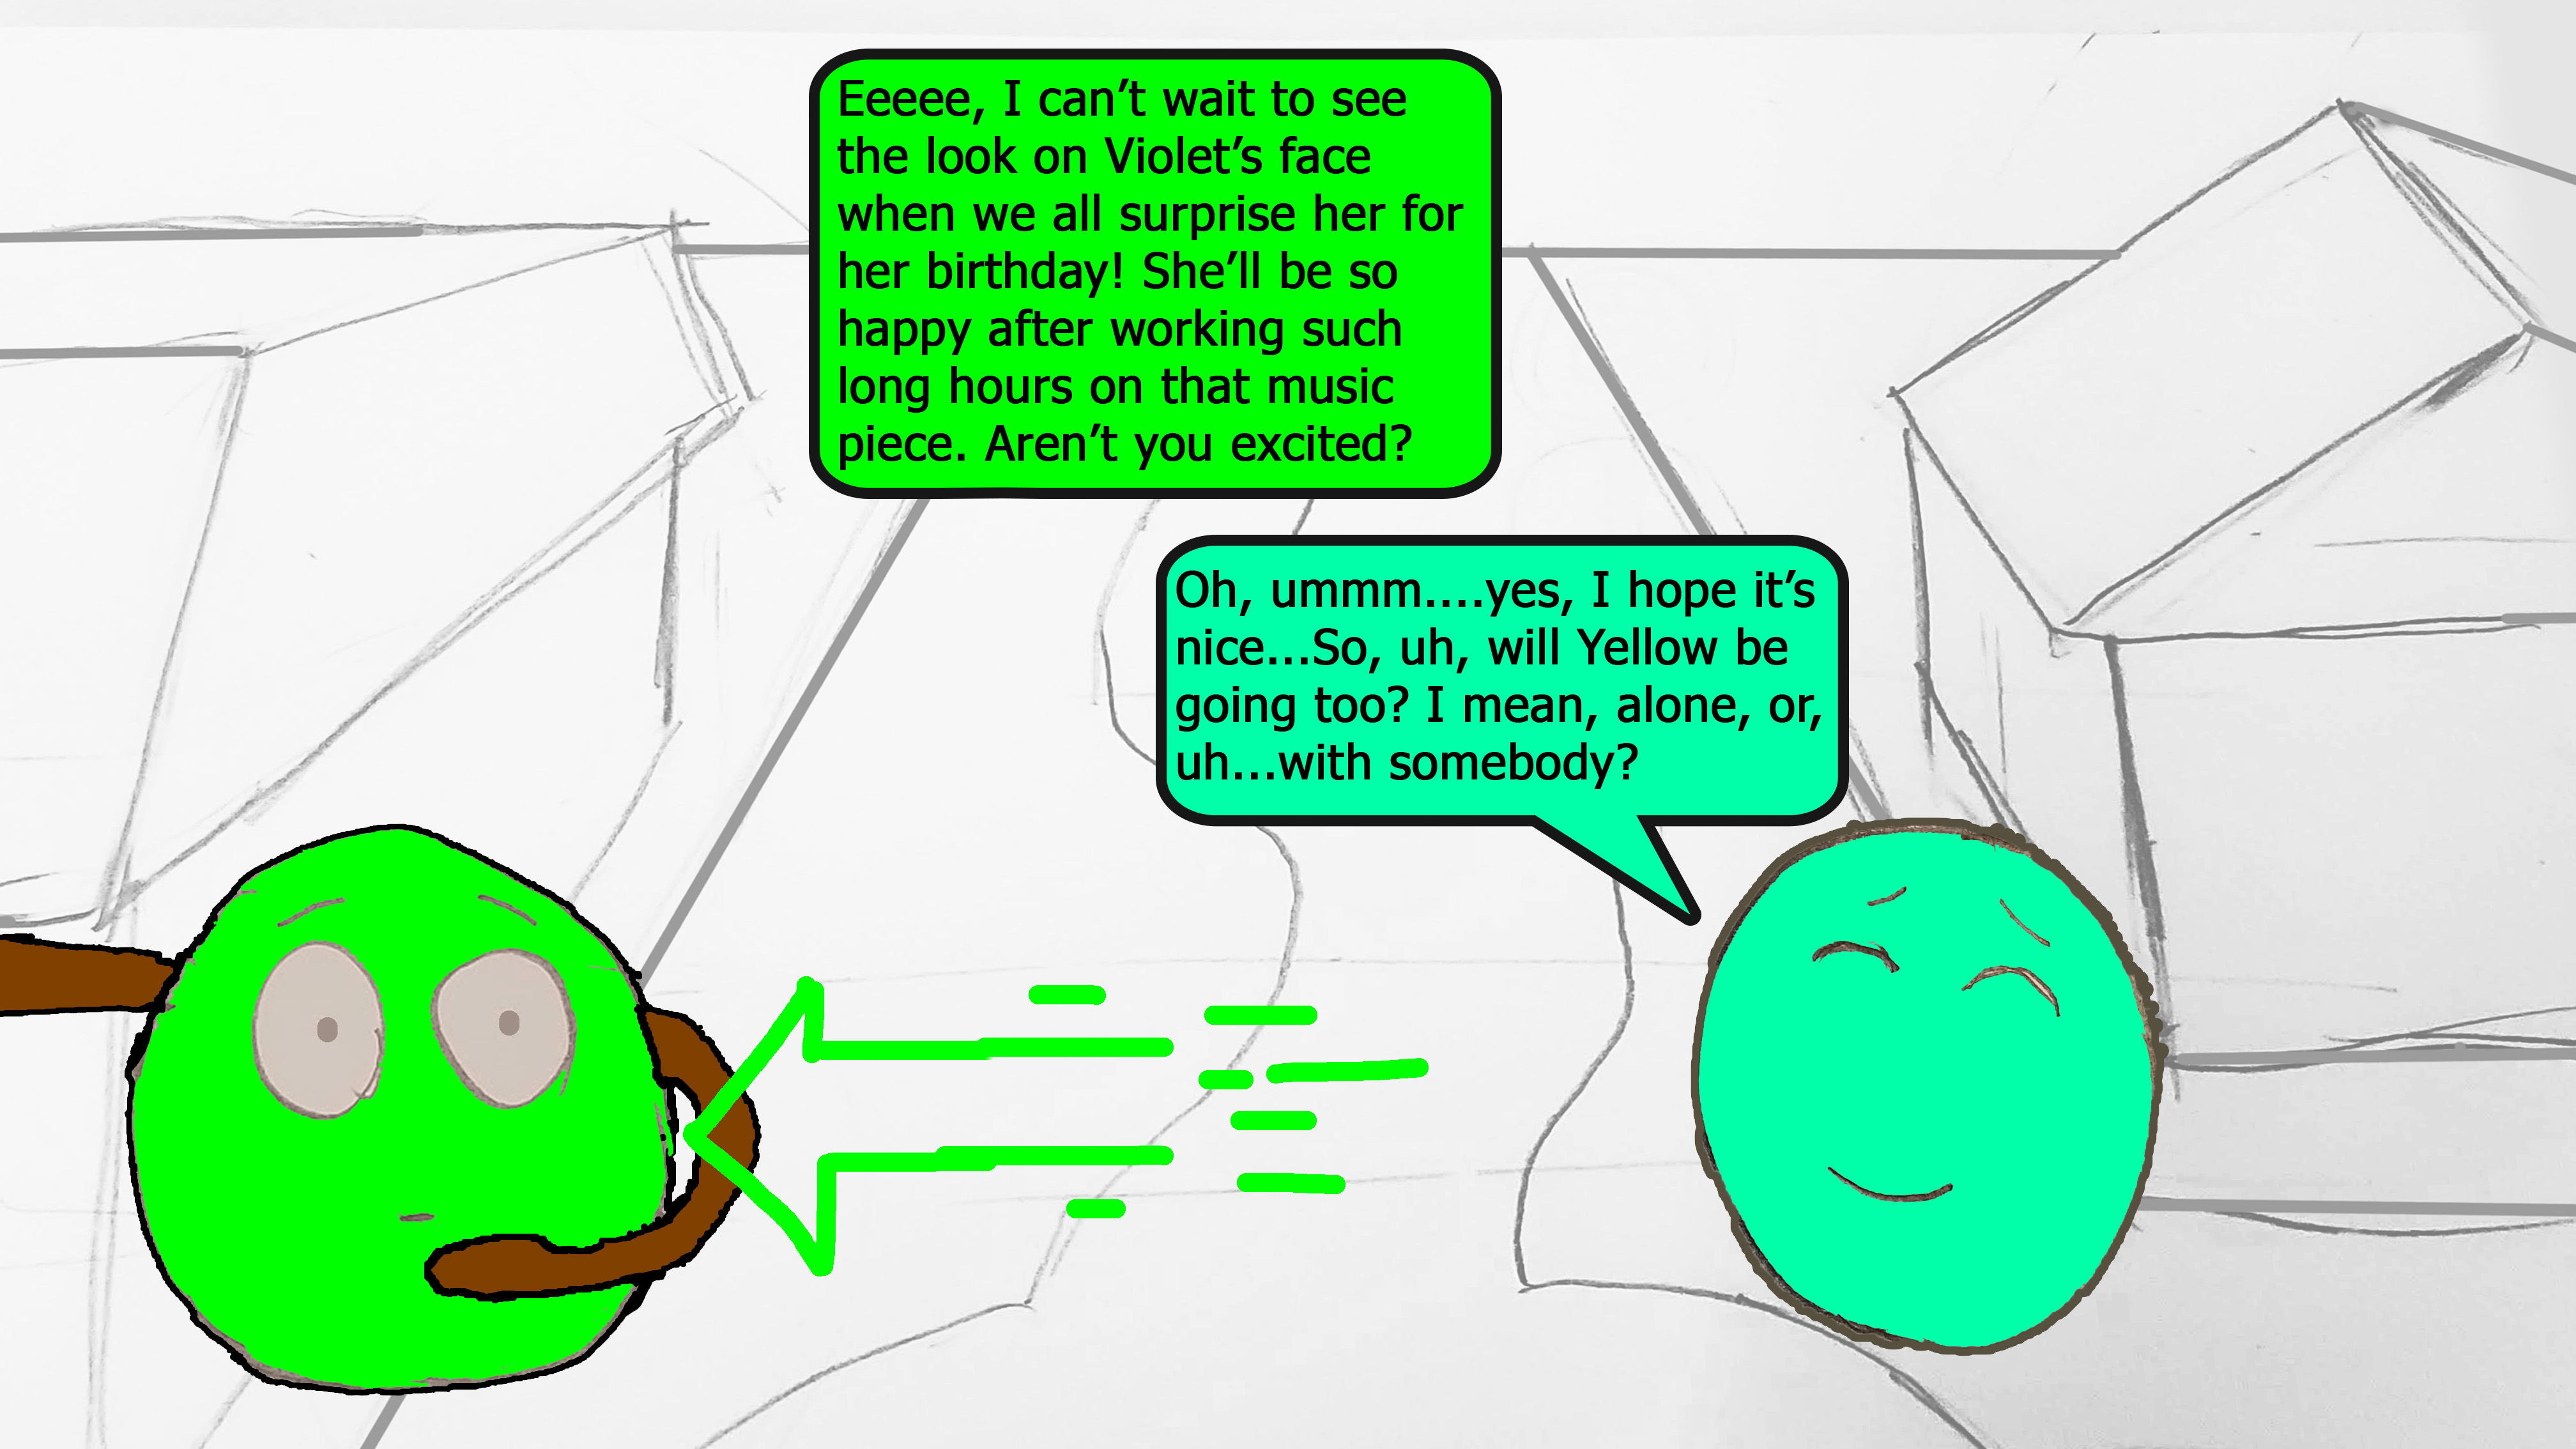 Eeeee, I can’t wait to see
the look on Violet’s face
when we all surprise her for
her birthday! She’ll be so
happy after working such
long hours on that music
piece. Aren’t you excited?
Oh, ummm....yes, I hope it’s
nice...So, uh, will Yellow be
going too? I mean, alone, or,
uh...with somebody?